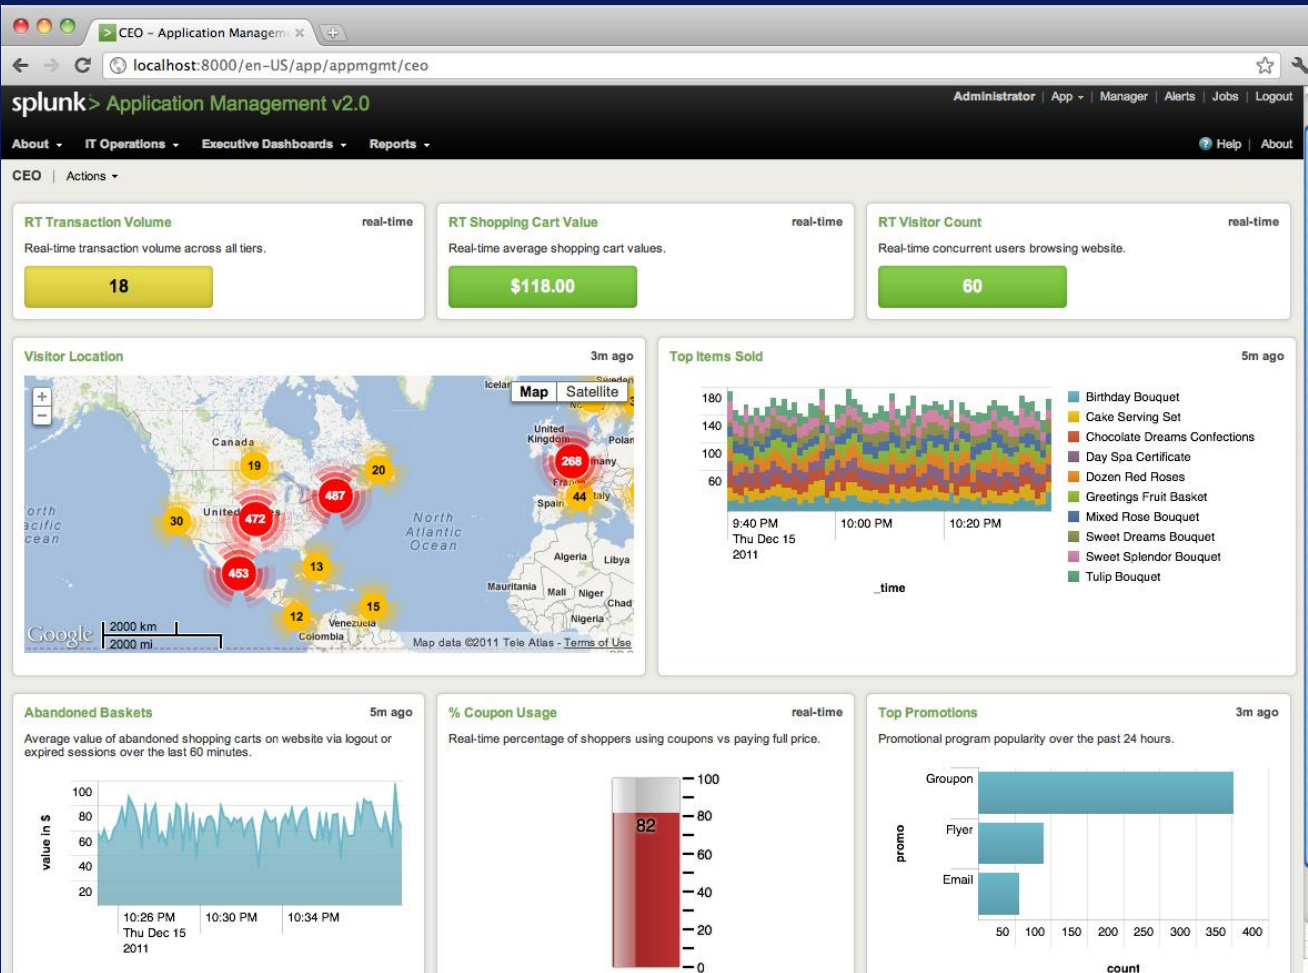 CEO – Application Managem
localhost:8000/en-US/app/appmgmt/ceo
splunk> Application Management v2.0
Administrator | App | Manager | Alerts | Jobs | Logout
About IT Operations Executive Dashboards Reports
Help | About
CEO | Actions
RT Transaction Volume real-time
Real-time transaction volume across all tiers.
18
RT Shopping Cart Value real-time
Real-time average shopping cart values.
$118.00
RT Visitor Count real-time
Real-time concurrent users browsing website.
60
Visitor Location 3m ago
+
−
Map Satellite
Sweden
United
Kingdom
Polan
268
many
France
44
taly
Spain
Canada
19
20
487
30
United
472
453
13
12
15
North
Atlantic
Ocean
orth
acific
cean
Algeria
Libya
Mauritania
Mali
Niger
Chad
Nigeria
Venezuela
Colombia
Google
2000 km
2000 mi
Map data ©2011 Tele Atlas - Terms of Use
Top Items Sold 5m ago
180
140
100
60
9:40 PM
Thu Dec 15
2011
10:00 PM
10:20 PM
_time
Birthday Bouquet
Cake Serving Set
Chocolate Dreams Confections
Day Spa Certificate
Dozen Red Roses
Greetings Fruit Basket
Mixed Rose Bouquet
Sweet Dreams Bouquet
Sweet Splendor Bouquet
Tulip Bouquet
Abandoned Baskets 5m ago
Average value of abandoned shopping carts on website via logout or
expired sessions over the last 60 minutes.
value in $
100
80
60
40
20
10:26 PM
Thu Dec 15
2011
10:30 PM
10:34 PM
% Coupon Usage real-time
Real-time percentage of shoppers using coupons vs paying full price.
82
100
80
60
40
20
0
Top Promotions 3m ago
Promotional program popularity over the past 24 hours.
promo
Groupon
Flyer
Email
50 100 150 200 250 300 350 400
count